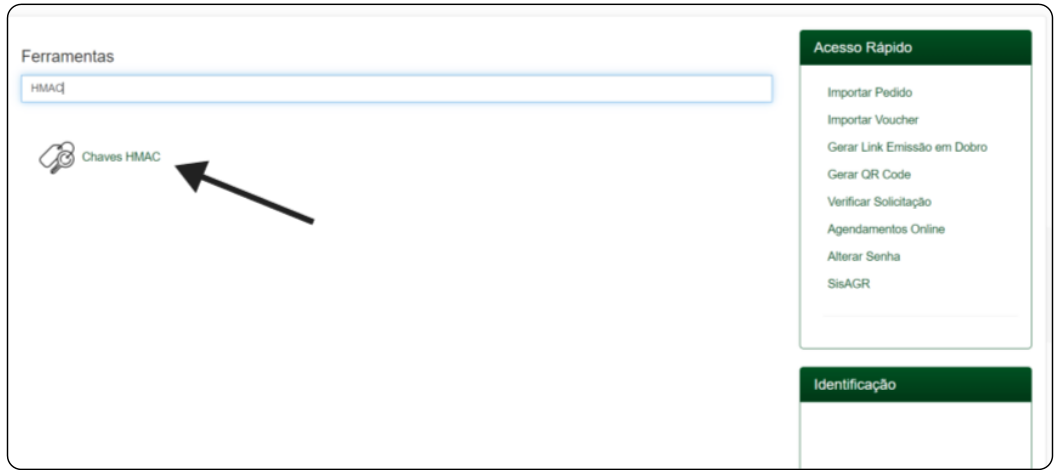 Ferramentas
HMAC
Chaves HMAC
Acesso Rápido
Importar Pedido
Importar Voucher
Gerar Link Emissão em Dobro
Gerar QR Code
Verificar Solicitação
Agendamentos Online
Alterar Senha
SisAGR
Identificação